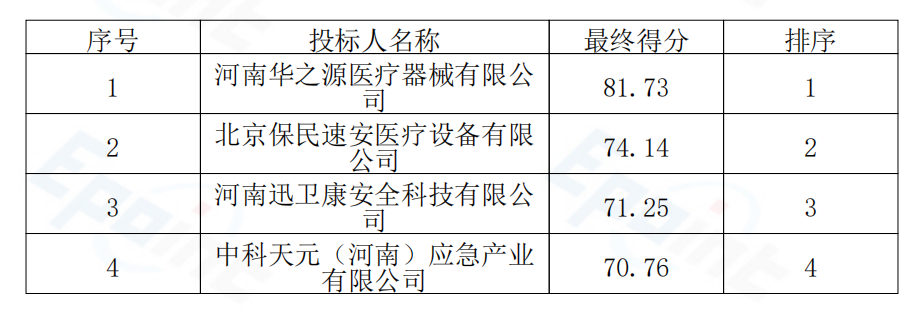 序号 投标人名称 最终得分 排序
1 河南华之源医疗器械有限公
司 81.73 1
2 北京保民速安医疗设备有限
公司 74.14 2
3 河南迅卫康安全科技有限公
司 71.25 3
4 中科天元（河南）应急产业
有限公司 70.76 4
Epoint
Epoint